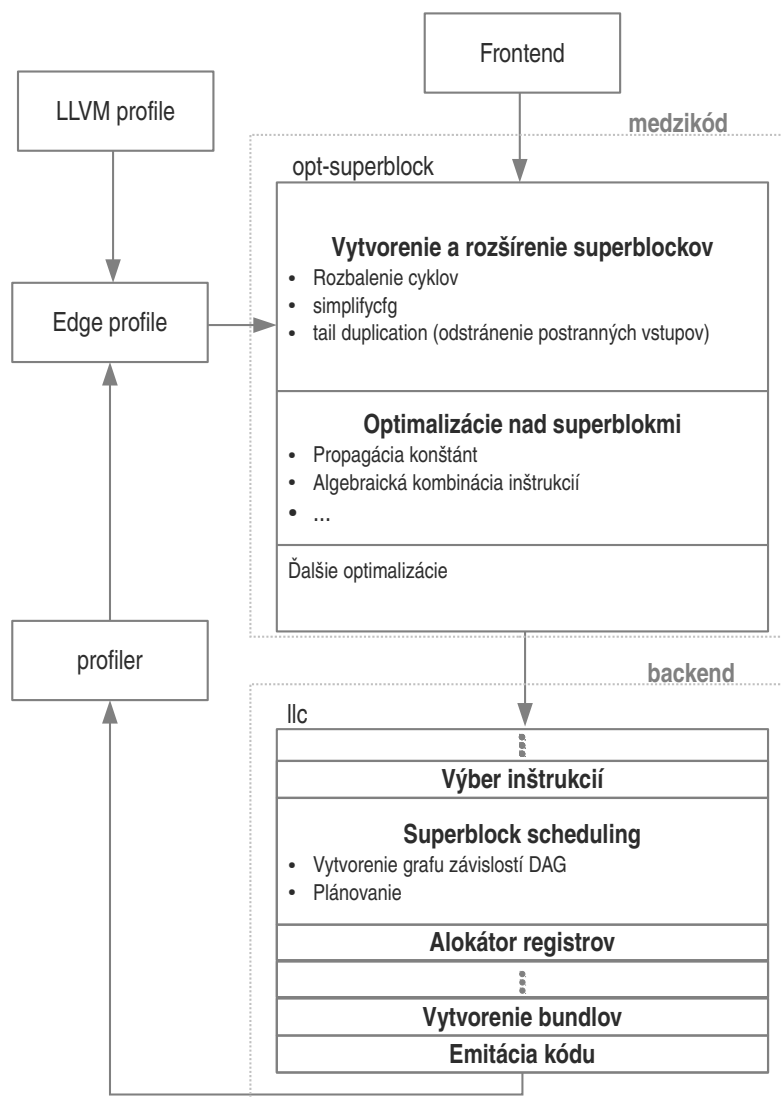 Frontend
LLVM profile
medzikód
opt-superblock
Vytvorenie a rozšírenie superblockov
• Rozbalenie cyklov
• simplifycfg
• tail duplication (odstránenie postranných vstupov)
Edge profile
Optimalizácie nad superblokmi
• Propagácia konštánt
• Algebraická kombinácia inštrukcií
• ...
Ďalšie optimalizácie
profiler
backend
llc
Výber inštrukcií
Superblock scheduling
• Vytvorenie grafu závislostí DAG
• Plánovanie
Alokátor registrov
Vytvorenie bundlov
Emitácia kódu